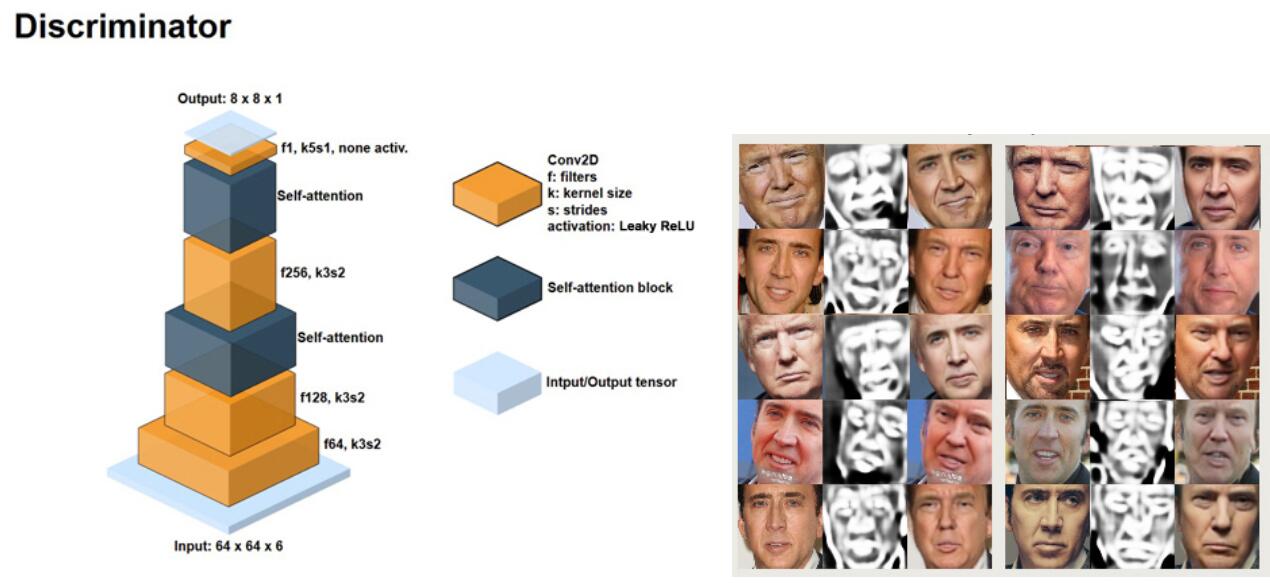 Discriminator
Output: 8 x 8 x 1
f1, k5s1, none activ.
Self-attention
f256, k3s2
Self-attention
f128, k3s2
f64, k3s2
Input: 64 x 64 x 6
Conv2D
f: filters
k: kernel size
s: strides
activation: Leaky ReLU
Self-attention block
Intput/Output tensor